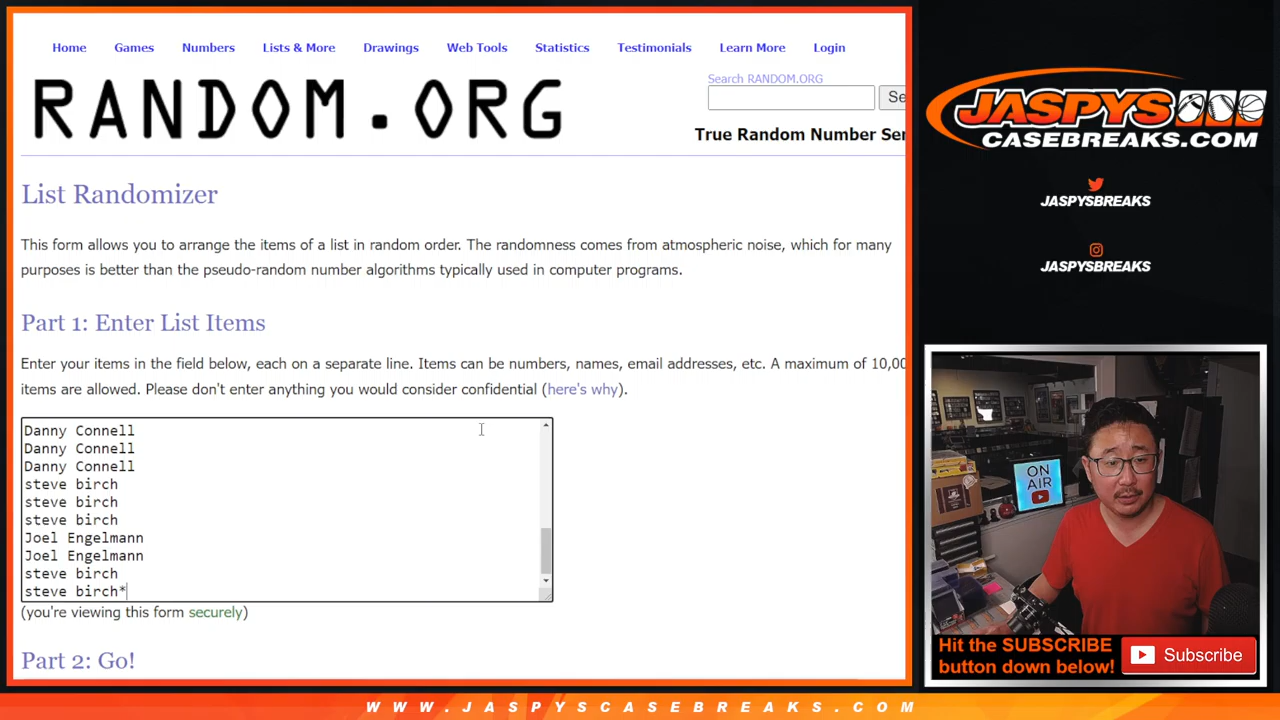 Home Games Numbers Lists & More Drawings Web Tools Statistics Testimonials Learn More Login
RANDOM.ORG
Search RANDOM.ORG
Se
True Random Number Ser
List Randomizer
This form allows you to arrange the items of a list in random order. The randomness comes from atmospheric noise, which for many
purposes is better than the pseudo-random number algorithms typically used in computer programs.
Part 1: Enter List Items
Enter your items in the field below, each on a separate line. Items can be numbers, names, email addresses, etc. A maximum of 10,00
items are allowed. Please don't enter anything you would consider confidential (here's why).
Danny Connell
Danny Connell
Danny Connell
steve birch
steve birch
steve birch
Joel Engelmann
Joel Engelmann
steve birch
steve birch*
(you're viewing this form securely)
Part 2: Go!
JASPYS
CASEBREAKS.COM
JASPYSBREAKS
JASPYSBREAKS
ON
AIR
Hit the SUBSCRIBE
button down below!
Subscribe
WWW.JASPYSCASEBREAKS.COM